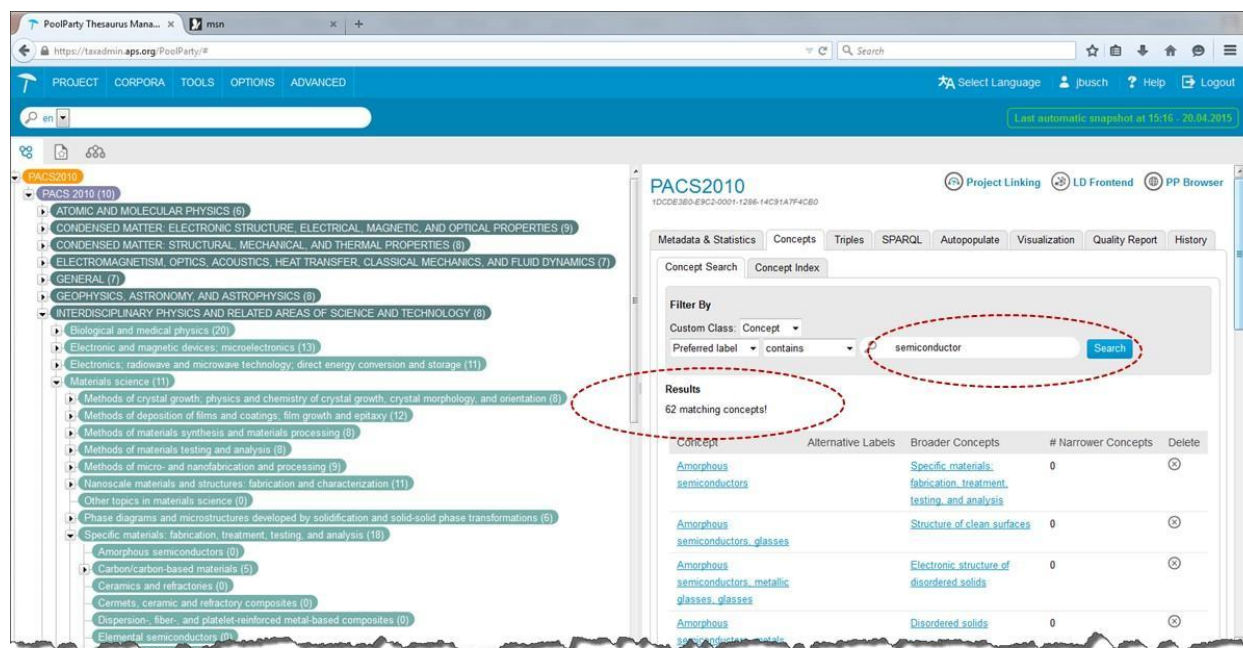 PoolParty Thesaurus Mana... × msn × +
https://taxadmin.aps.org/PoolParty/# Search
PROJECT CORPORA TOOLS OPTIONS ADVANCED Select Language jbusch ? Help Logout
en Last automatic snapshot at 15:16 - 20.04.2015
PACS2010
PACS 2010 (10)
ATOMIC AND MOLECULAR PHYSICS (6)
CONDENSED MATTER: ELECTRONIC STRUCTURE, ELECTRICAL, MAGNETIC, AND OPTICAL PROPERTIES (9)
CONDENSED MATTER: STRUCTURAL, MECHANICAL, AND THERMAL PROPERTIES (8)
ELECTROMAGNETISM, OPTICS, ACOUSTICS, HEAT TRANSFER, CLASSICAL MECHANICS, AND FLUID DYNAMICS (7)
GENERAL (7)
GEOPHYSICS, ASTRONOMY, AND ASTROPHYSICS (8)
INTERDISCIPLINARY PHYSICS AND RELATED AREAS OF SCIENCE AND TECHNOLOGY (8)
Biological and medical physics (20)
Electronic and magnetic devices; microelectronics (13)
Electronics; radiowave and microwave technology; direct energy conversion and storage (11)
Materials science (11)
Methods of crystal growth; physics and chemistry of crystal growth, crystal morphology, and orientation (8)
Methods of deposition of films and coatings; film growth and epitaxy (12)
Methods of materials synthesis and materials processing (8)
Methods of materials testing and analysis (8)
Methods of micro- and nanofabrication and processing (9)
Nanoscale materials and structures: fabrication and characterization (11)
Other topics in materials science (0)
Phase diagrams and microstructures developed by solidification and solid-solid phase transformations (6)
Specific materials: fabrication, treatment, testing, and analysis (18)
Amorphous semiconductors (0)
Carbon/carbon-based materials (5)
Ceramics and refractories (0)
Cermets, ceramic and refractory composites (0)
Dispersion-, fiber-, and platelet-reinforced metal-based composites (0)
Elemental semiconductors (0)
PACS2010 Project Linking LD Frontend PP Browser
1DCDE3B0-E9C2-0001-1286-14C91A7F4CB0
Metadata & Statistics Concepts Triples SPARQL Autopopulate Visualization Quality Report History
Concept Search Concept Index
Filter By
Custom Class: Concept
Preferred label contains semiconductor Search
Results
62 matching concepts!
Concept Alternative Labels Broader Concepts # Narrower Concepts Delete
Amorphous Specific materials: 0
semiconductors fabrication, treatment,
testing, and analysis
Amorphous Structure of clean surfaces 0
semiconductors, glasses
Amorphous Electronic structure of 0
semiconductors, metallic disordered solids
glasses, glasses
Amorphous Disordered solids 0
semiconductors, metals